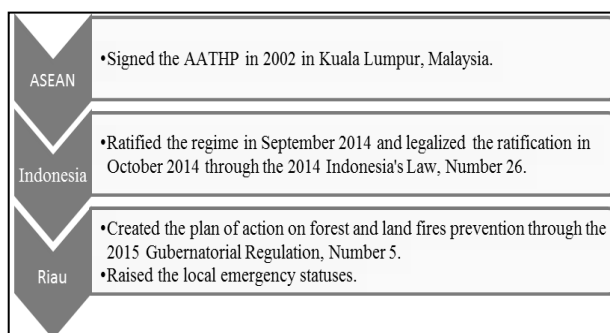 ASEAN
•Signed the AATHP in 2002 in Kuala Lumpur, Malaysia.
Indonesia
•Ratified the regime in September 2014 and legalized the ratification in
October 2014 through the 2014 Indonesia's Law, Number 26.
Riau
•Created the plan of action on forest and land fires prevention through the
2015 Gubernatorial Regulation, Number 5.
•Raised the local emergency statuses.